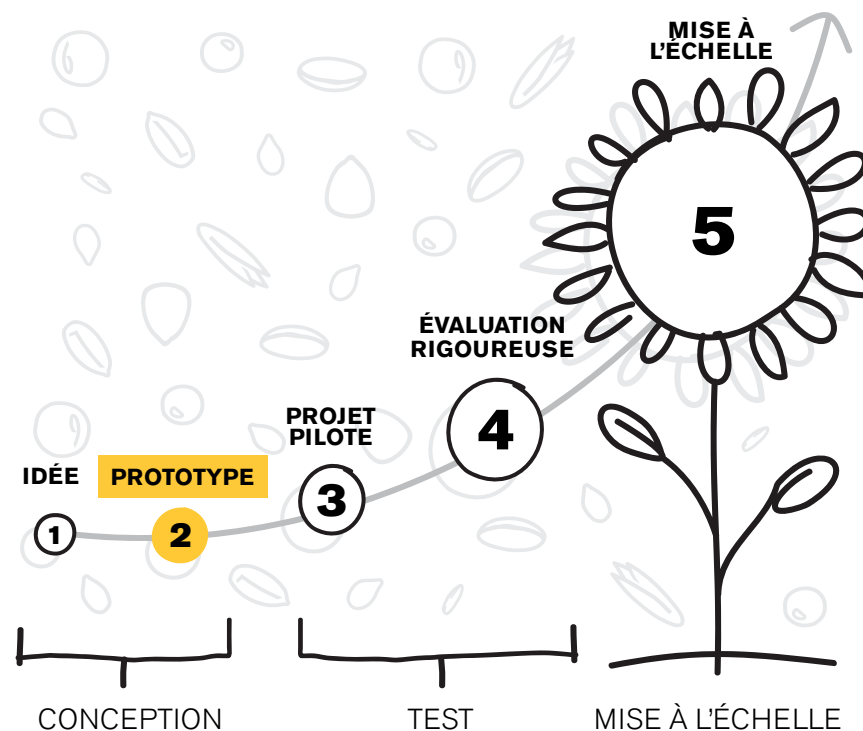 MISE À
L'ÉCHELLE
5
ÉVALUATION
RIGOUREUSE
4
PROJET
PILOTE
3
IDÉE
PROTOTYPE
1
2
CONCEPTION
TEST
MISE À L'ÉCHELLE